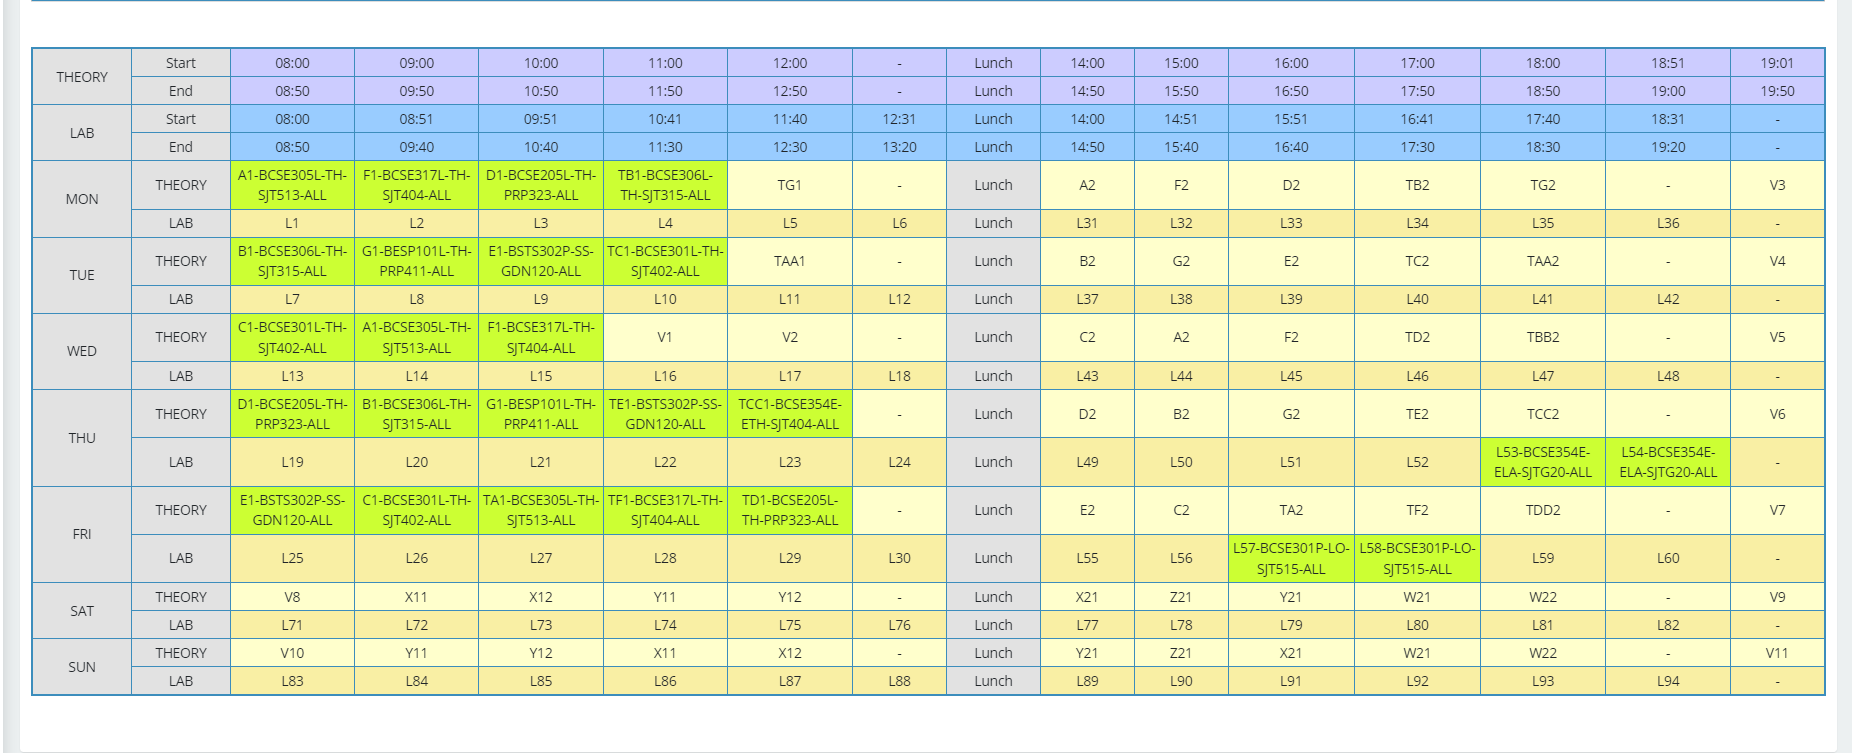 THEORY Start 08:00 09:00 10:00 11:00 12:00 - Lunch 14:00 15:00 16:00 17:00 18:00 18:51 19:01
End 08:50 09:50 10:50 11:50 12:50 - Lunch 14:50 15:50 16:50 17:50 18:50 19:00 19:50
LAB Start 08:00 08:51 09:51 10:41 11:40 12:31 Lunch 14:00 14:51 15:51 16:41 17:40 18:31 -
End 08:50 09:40 10:40 11:30 12:30 13:20 Lunch 14:50 15:40 16:40 17:30 18:30 19:20 -
MON THEORY A1-BCSE305L-TH-SJT513-ALL F1-BCSE317L-TH-SJT404-ALL D1-BCSE205L-TH-PRP323-ALL TB1-BCSE306L-TH-SJT315-ALL TG1 - Lunch A2 F2 D2 TB2 TG2 - V3
LAB L1 L2 L3 L4 L5 L6 Lunch L31 L32 L33 L34 L35 L36 -
TUE THEORY B1-BCSE306L-TH-SJT315-ALL G1-BESP101L-TH-PRP411-ALL E1-BSTS302P-SS-GDN120-ALL TC1-BCSE301L-TH-SJT402-ALL TAA1 - Lunch B2 G2 E2 TC2 TAA2 - V4
LAB L7 L8 L9 L10 L11 L12 Lunch L37 L38 L39 L40 L41 L42 -
WED THEORY C1-BCSE301L-TH-SJT402-ALL A1-BCSE305L-TH-SJT513-ALL F1-BCSE317L-TH-SJT404-ALL V1 V2 - Lunch C2 A2 F2 TD2 TBB2 - V5
LAB L13 L14 L15 L16 L17 L18 Lunch L43 L44 L45 L46 L47 L48 -
THU THEORY D1-BCSE205L-TH-PRP323-ALL B1-BCSE306L-TH-SJT315-ALL G1-BESP101L-TH-PRP411-ALL TE1-BSTS302P-SS-GDN120-ALL TCC1-BCSE354E-ETH-SJT404-ALL - Lunch D2 B2 G2 TE2 TCC2 - V6
LAB L19 L20 L21 L22 L23 L24 Lunch L49 L50 L51 L52 L53-BCSE354E-ELA-SJTG20-ALL L54-BCSE354E-ELA-SJTG20-ALL -
FRI THEORY E1-BSTS302P-SS-GDN120-ALL C1-BCSE301L-TH-SJT402-ALL TA1-BCSE305L-TH-SJT513-ALL TF1-BCSE317L-TH-SJT404-ALL TD1-BCSE205L-TH-PRP323-ALL - Lunch E2 C2 TA2 TF2 TDD2 - V7
LAB L25 L26 L27 L28 L29 L30 Lunch L55 L56 L57-BCSE301P-LO-SJT515-ALL L58-BCSE301P-LO-SJT515-ALL L59 L60 -
SAT THEORY V8 X11 X12 Y11 Y12 - Lunch X21 Z21 Y21 W21 W22 - V9
LAB L71 L72 L73 L74 L75 L76 Lunch L77 L78 L79 L80 L81 L82 -
SUN THEORY V10 Y11 Y12 X11 X12 - Lunch Y21 Z21 X21 W21 W22 - V11
LAB L83 L84 L85 L86 L87 L88 Lunch L89 L90 L91 L92 L93 L94 -